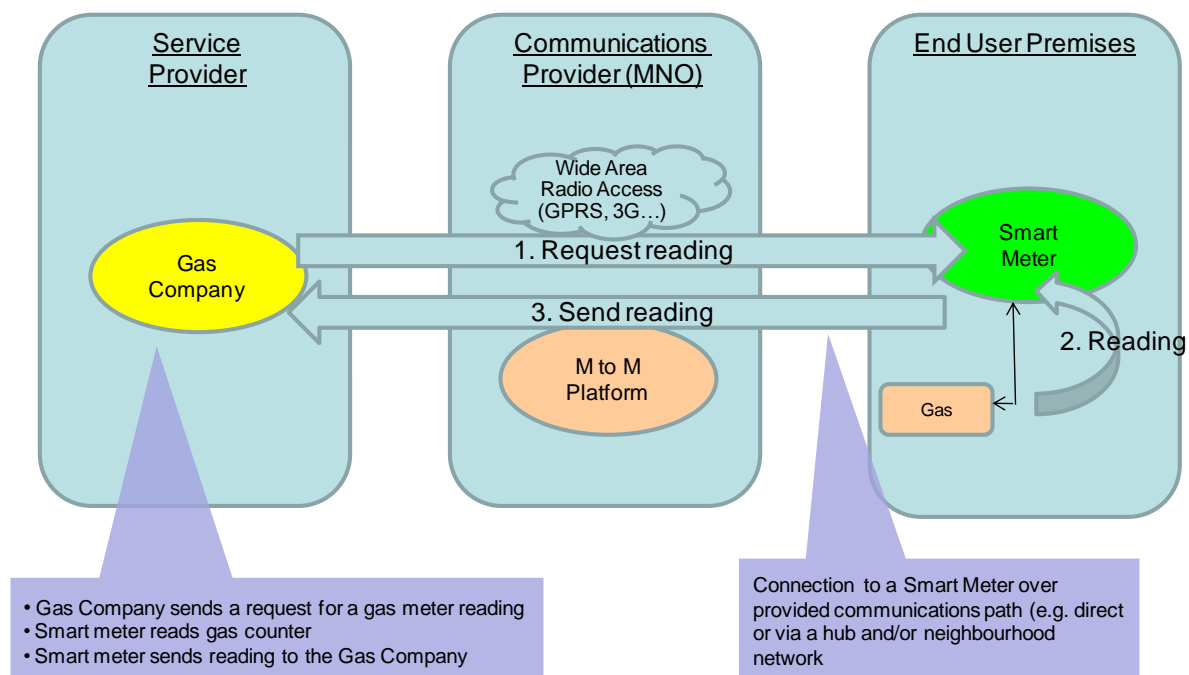 Service
Provider
Communications
Provider (MNO)
End User Premises
Wide Area
Radio Access
(GPRS, 3G…)
Gas
Company
1. Request reading
Smart
Meter
3. Send reading
2. Reading
M to M
Platform
Gas
• Gas Company sends a request for a gas meter reading
• Smart meter reads gas counter
• Smart meter sends reading to the Gas Company
Connection to a Smart Meter over
provided communications path (e.g. direct
or via a hub and/or neighbourhood
network